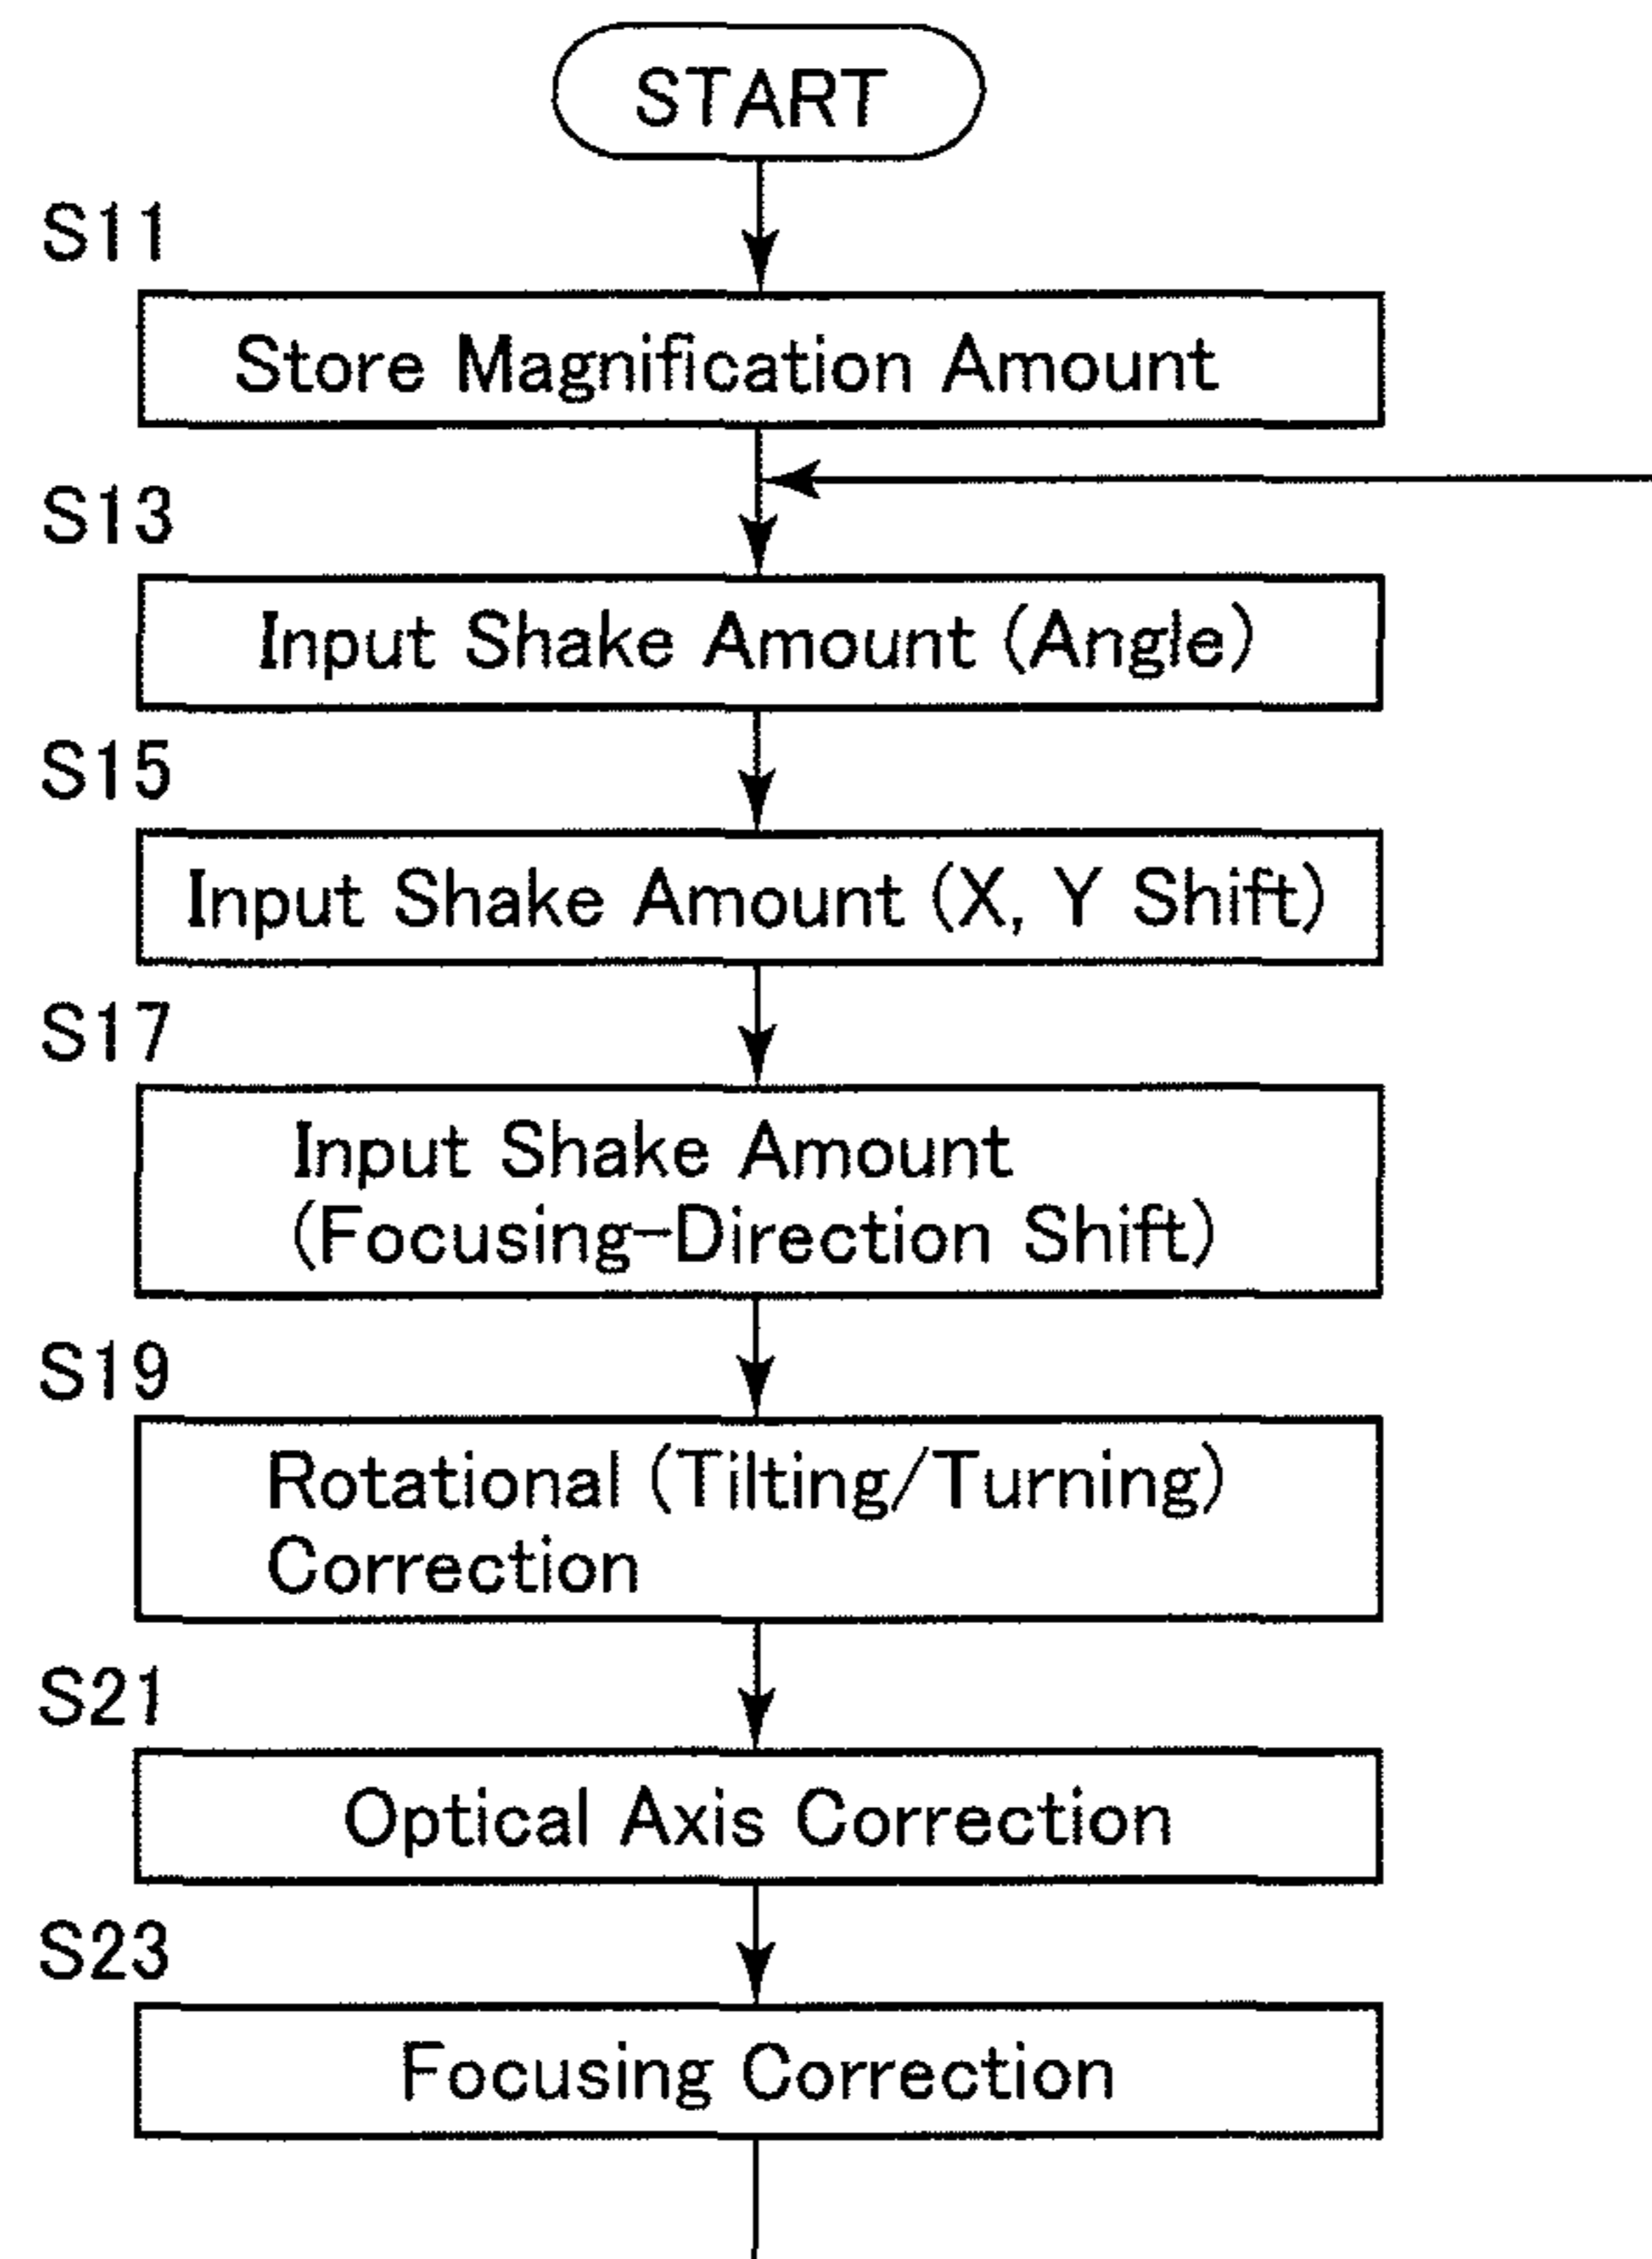 START
S11
Store Magnification Amount
S13
Input Shake Amount (Angle)
S15
Input Shake Amount (X, Y Shift)
S17
Input Shake Amount
(Focusing-Direction Shift)
S19
Rotational (Tilting/Turning)
Correction
S21
Optical Axis Correction
S23
Focusing Correction